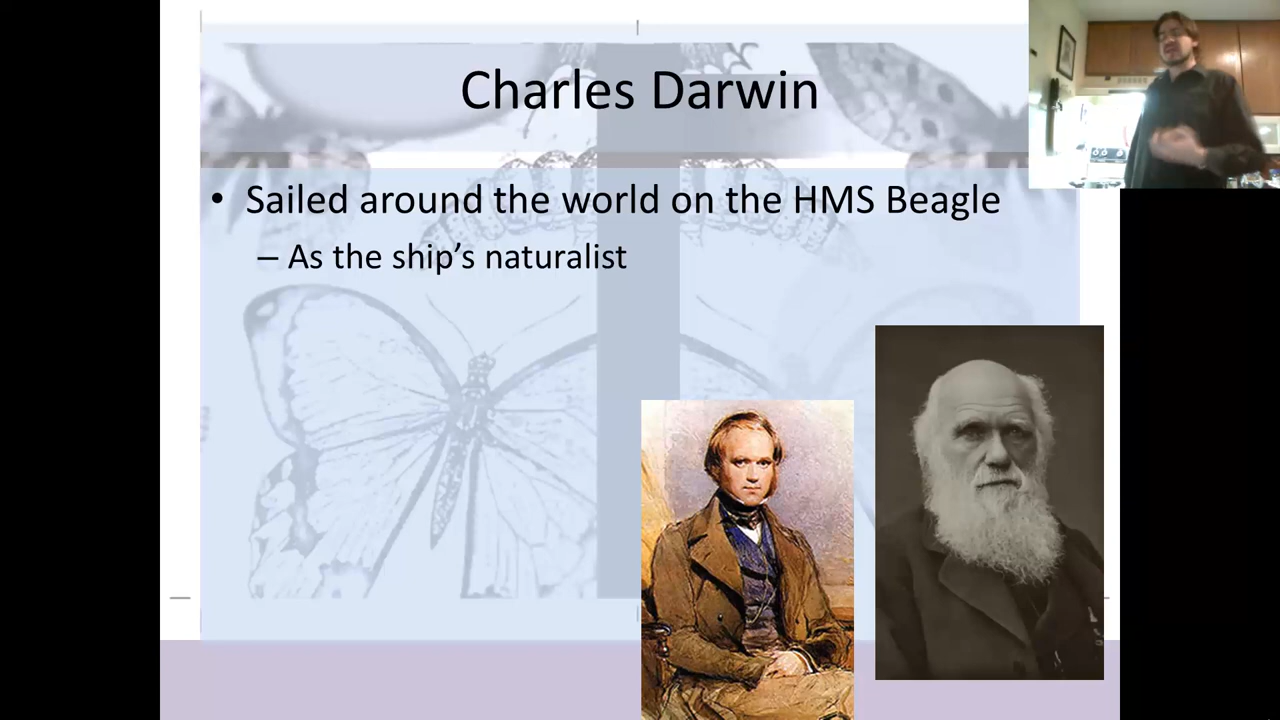 Charles Darwin
• Sailed around the world on the HMS Beagle
– As the ship’s naturalist